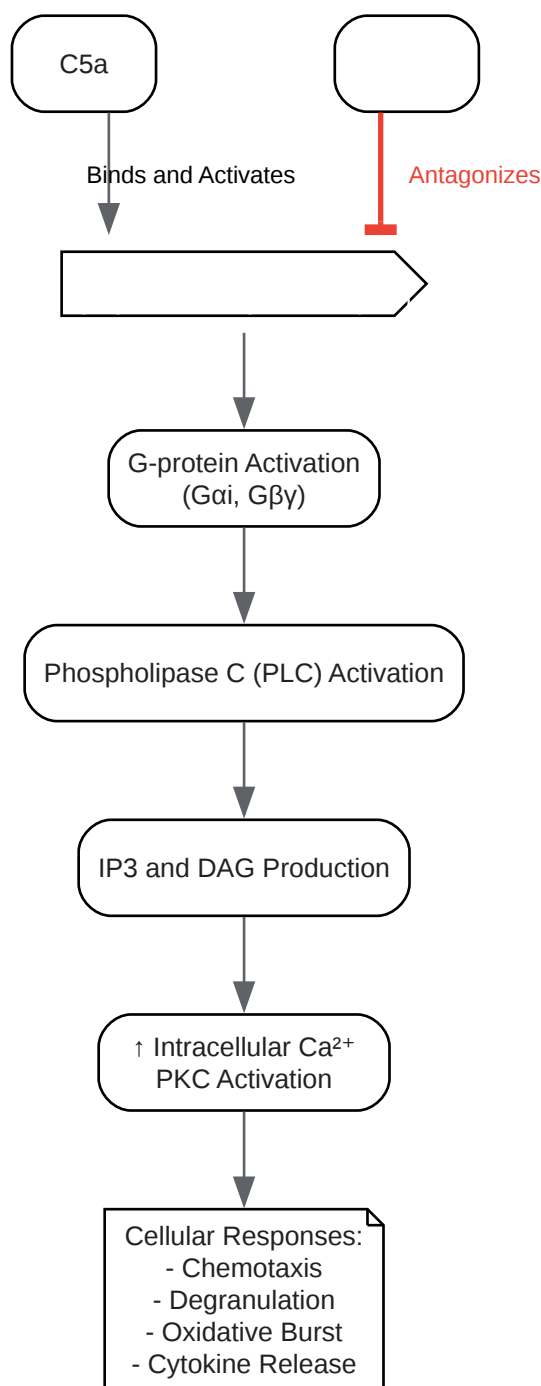 C5a
Binds and Activates
Antagonizes
G-protein Activation
(Gαi, Gβγ)
Phospholipase C (PLC) Activation
IP3 and DAG Production
↑ Intracellular Ca²⁺
PKC Activation
Cellular Responses:
- Chemotaxis
- Degranulation
- Oxidative Burst
- Cytokine Release